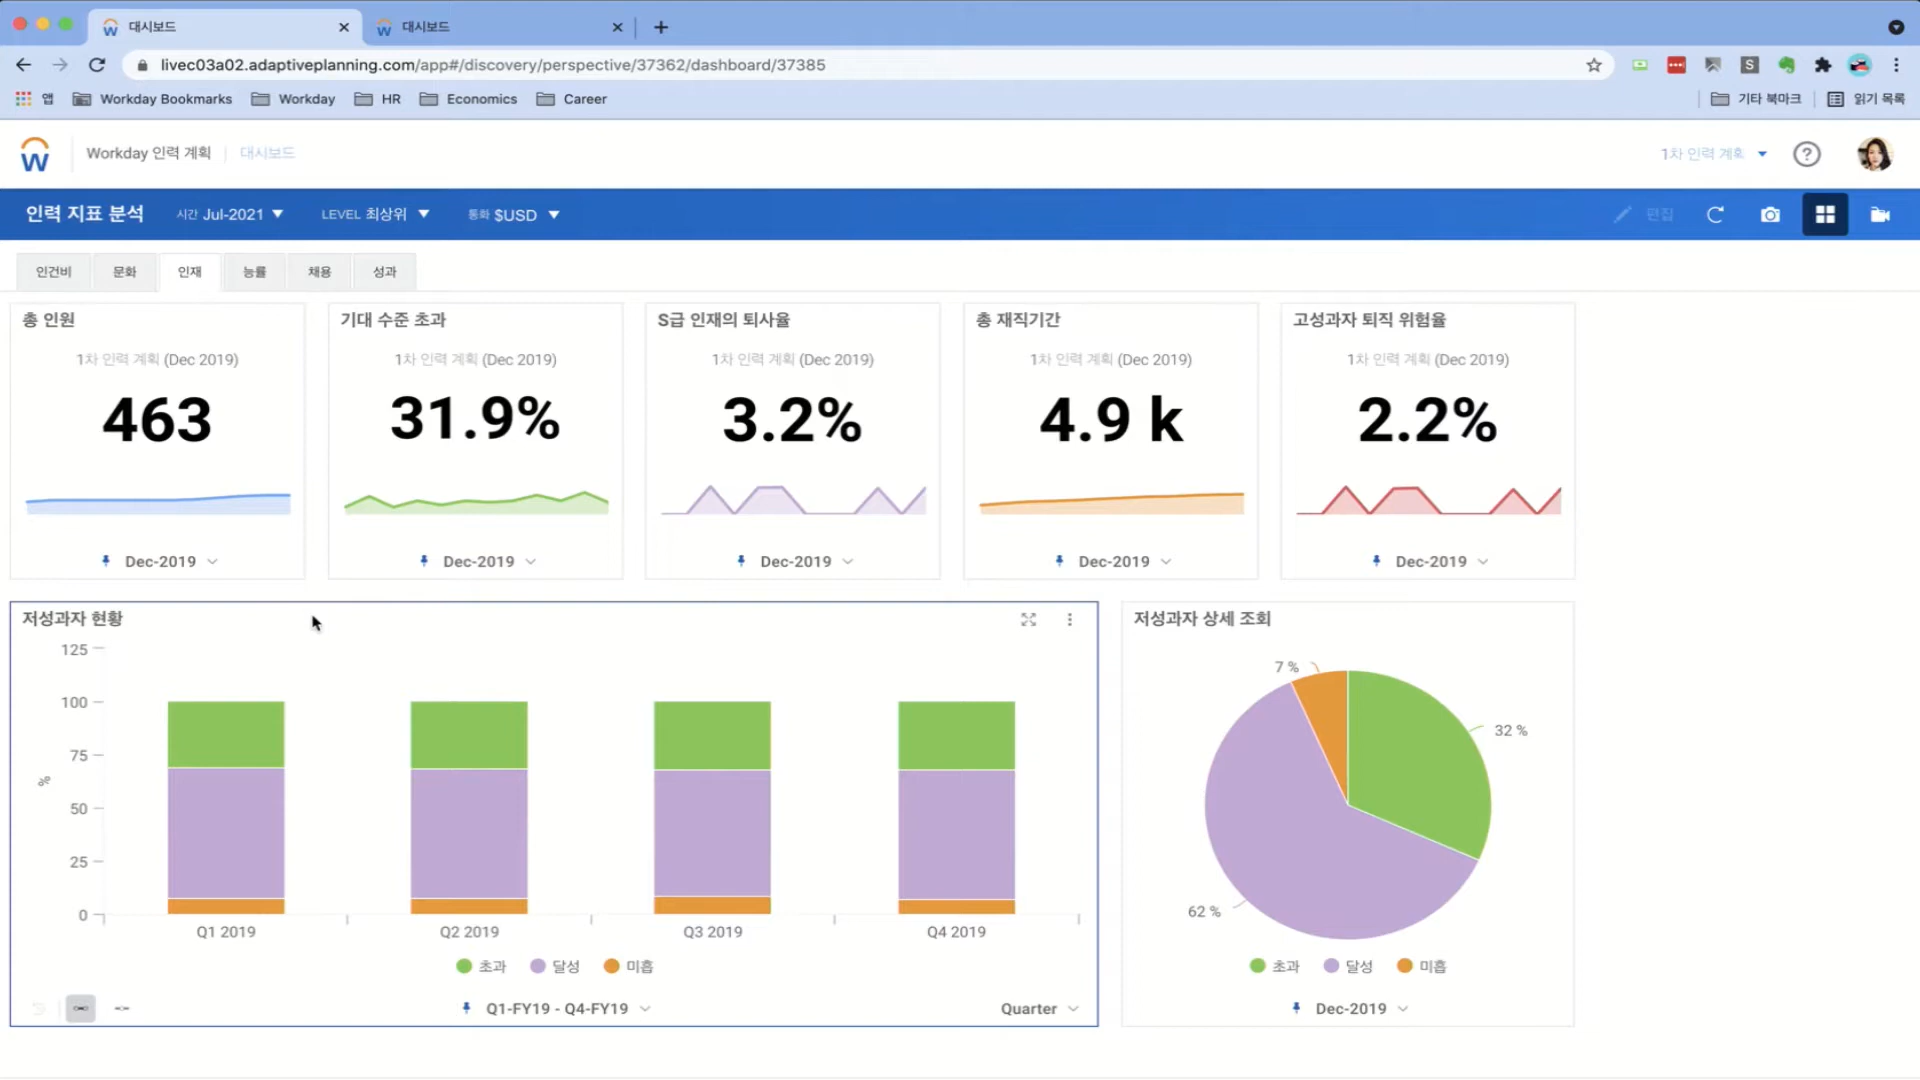 대시보드
대시보드
livec03a02.adaptiveplanning.com/app#/discovery/perspective/37362/dashboard/37385
앱 Workday Bookmarks Workday HR Economics Career 기타 북마크 읽기 목록
Workday 인력 계획 대시보드 1차 인력 계획
인력 지표 분석 시간 Jul-2021 LEVEL 최상위 통화 $USD 편집
인건비 문화 인재 능률 채용 성과
총 인원
1차 인력 계획 (Dec 2019)
463
Dec-2019
기대 수준 초과
1차 인력 계획 (Dec 2019)
31.9%
Dec-2019
S급 인재의 퇴사율
1차 인력 계획 (Dec 2019)
3.2%
Dec-2019
총 재직기간
1차 인력 계획 (Dec 2019)
4.9 k
Dec-2019
고성과자 퇴직 위험율
1차 인력 계획 (Dec 2019)
2.2%
Dec-2019
저성과자 현황
125
100
75
%
50
25
0
Q1 2019 Q2 2019 Q3 2019 Q4 2019
초과 달성 미흡
Q1-FY19 - Q4-FY19 Quarter
저성과자 상세 조회
7 %
32 %
62 %
초과 달성 미흡
Dec-2019